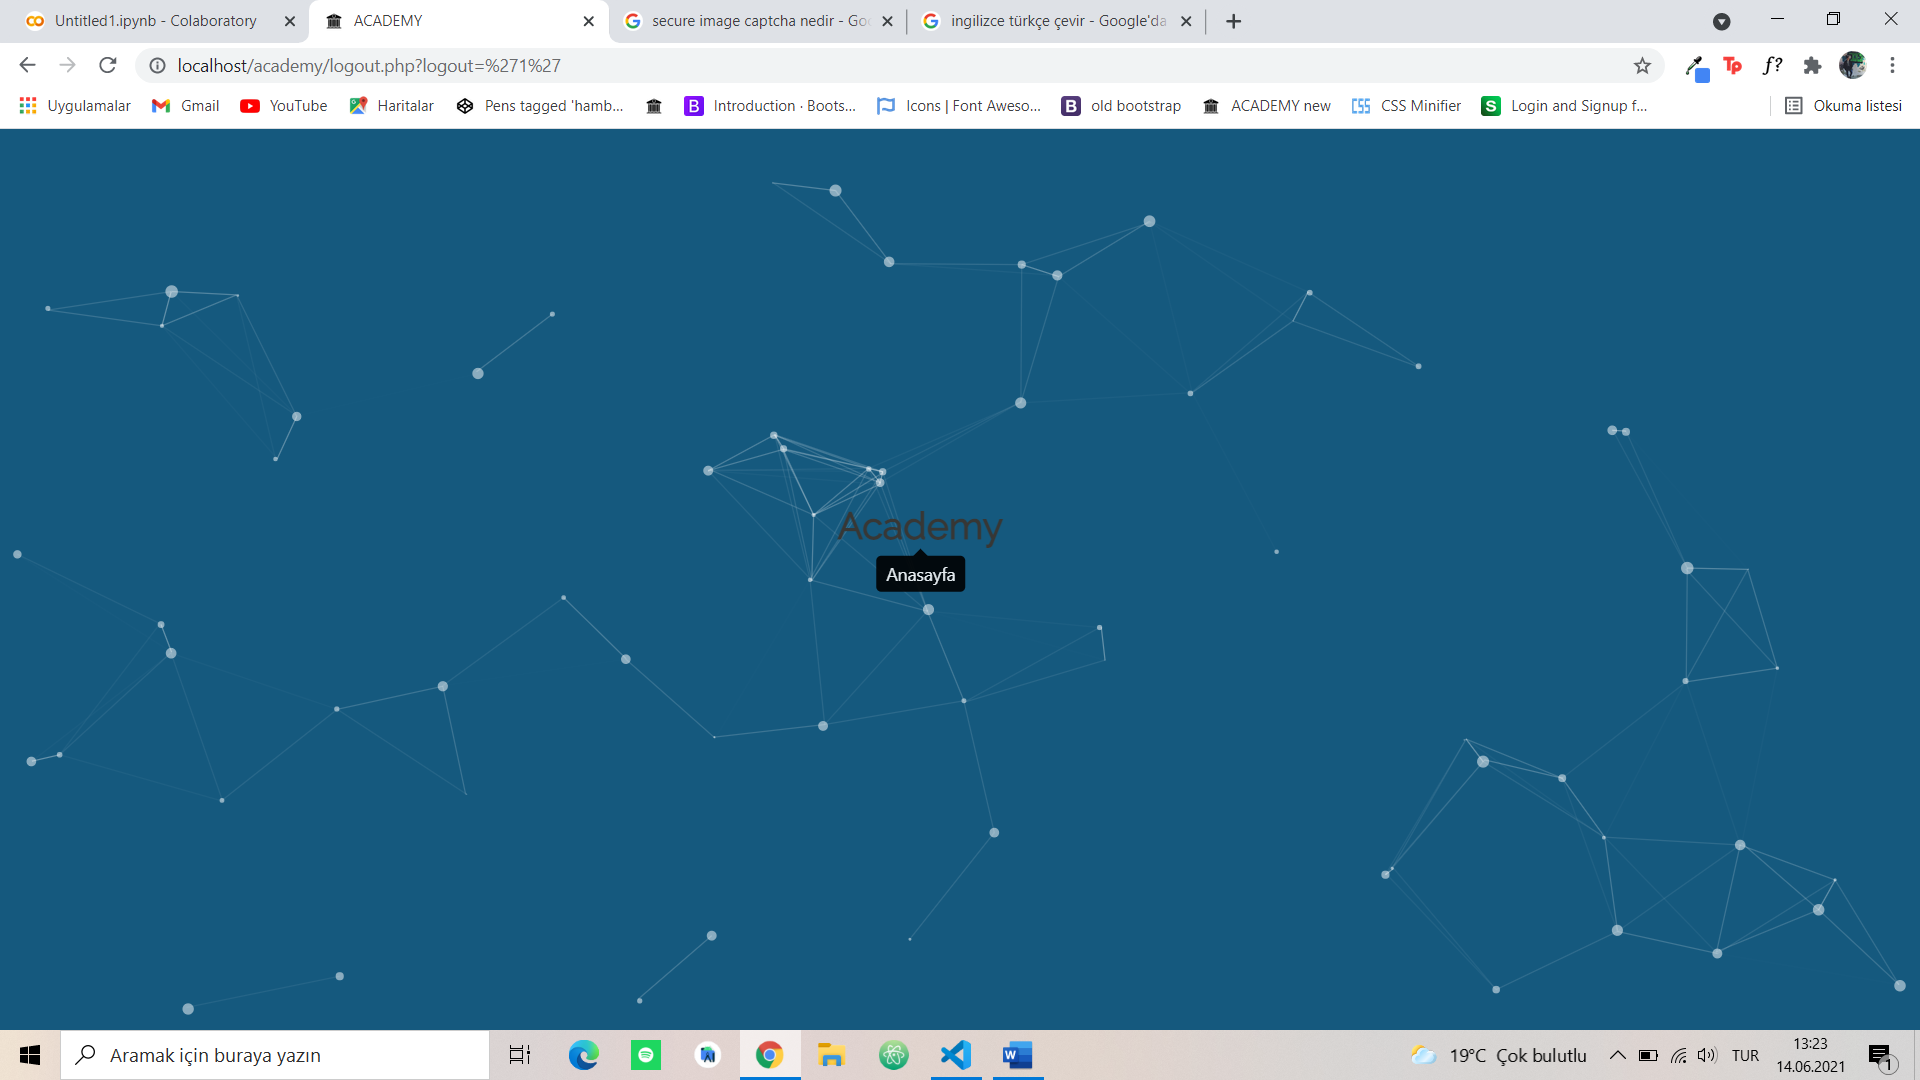 Untitled1.ipynb - Colaboratory
ACADEMY
secure image captcha nedir - Goo
ingilizce türkçe çevir - Google'da
localhost/academy/logout.php?logout=%271%27
Uygulamalar
Gmail
YouTube
Haritalar
Pens tagged 'hamb...
Introduction · Boots...
Icons | Font Aweso...
old bootstrap
ACADEMY new
CSS Minifier
Login and Signup f...
Okuma listesi
Academy
Anasayfa
Aramak için buraya yazın
19°C Çok bulutlu
TUR
13:23
14.06.2021
1